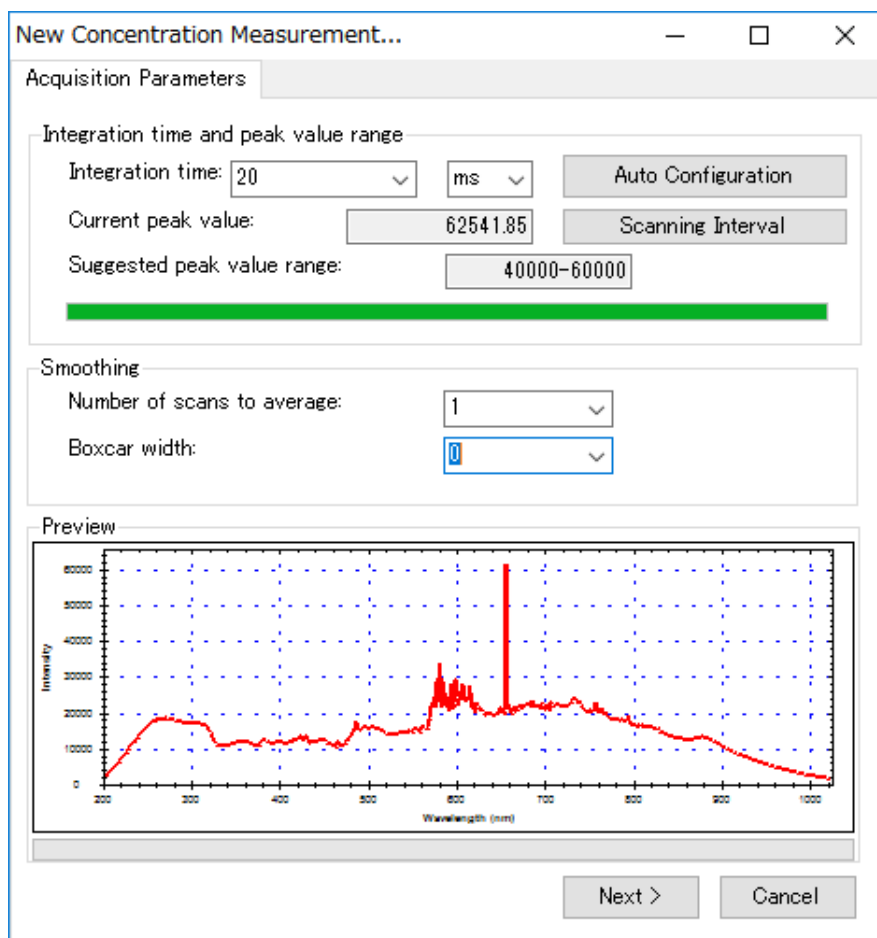 New Concentration Measurement...
Acquisition Parameters
Integration time and peak value range
Integration time: 20 ms Auto Configuration
Current peak value: 62541.85 Scanning Interval
Suggested peak value range: 40000-60000
Smoothing
Number of scans to average: 1
Boxcar width: 0
Preview
60000
50000
40000
30000
20000
10000
0
Intensity
200 300 400 500 600 700 800 900 1000
Wavelength (nm)
Next > Cancel